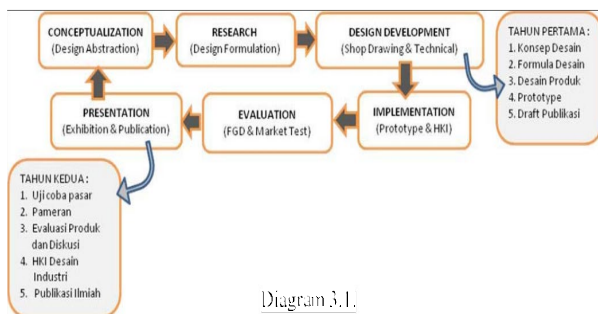 CONCEPTUALIZATION
(Design Abstraction)
RESEARCH
(Design Formulation)
DESIGN DEVELOPMENT
(Shop Drawing & Technical)
TAHUN PERTAMA :
1. Konsep Desain
2. Formula Desain
3. Desain Produk
4. Prototype
5. Draft Publikasi
PRESENTATION
(Exhibition & Publication)
EVALUATION
(FGD & Market Test)
IMPLEMENTATION
(Prototype & HKI)
TAHUN KEDUA :
1. Uji coba pasar
2. Pameran
3. Evaluasi Produk
dan Diskusi
4. HKI Desain
Industri
5. Publikasi Ilmiah
Diagram 3.1.